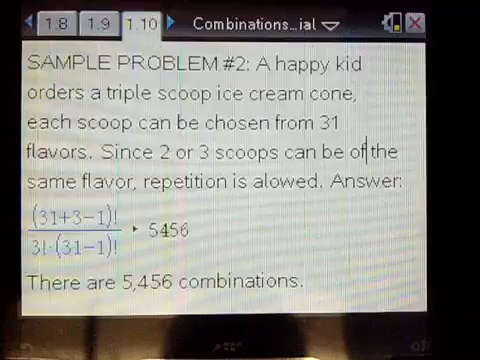 1.8 1.9 1.10 Combinations...ial
SAMPLE PROBLEM #2: A happy kid
orders a triple scoop ice cream cone,
each scoop can be chosen from 31
flavors. Since 2 or 3 scoops can be of the
same flavor, repetition is alowed. Answer:
(31+3−1)!
3!·(31−1)!
▸ 5456
There are 5,456 combinations.